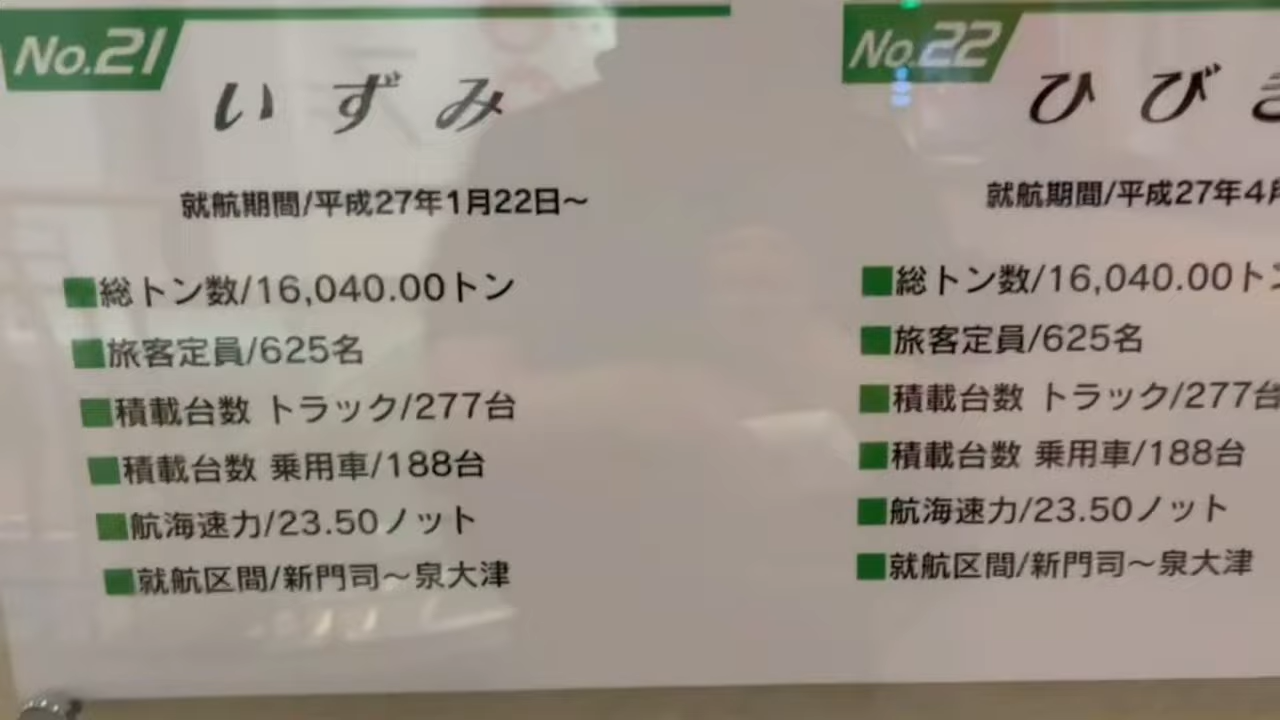 No.21
いずみ
就航期間/平成27年1月22日～
■総トン数/16,040.00トン
■旅客定員/625名
■積載台数 トラック/277台
■積載台数 乗用車/188台
■航海速力/23.50ノット
■就航区間/新門司～泉大津
No.22
ひびき
就航期間/平成27年4月
■総トン数/16,040.00トン
■旅客定員/625名
■積載台数 トラック/277台
■積載台数 乗用車/188台
■航海速力/23.50ノット
■就航区間/新門司～泉大津